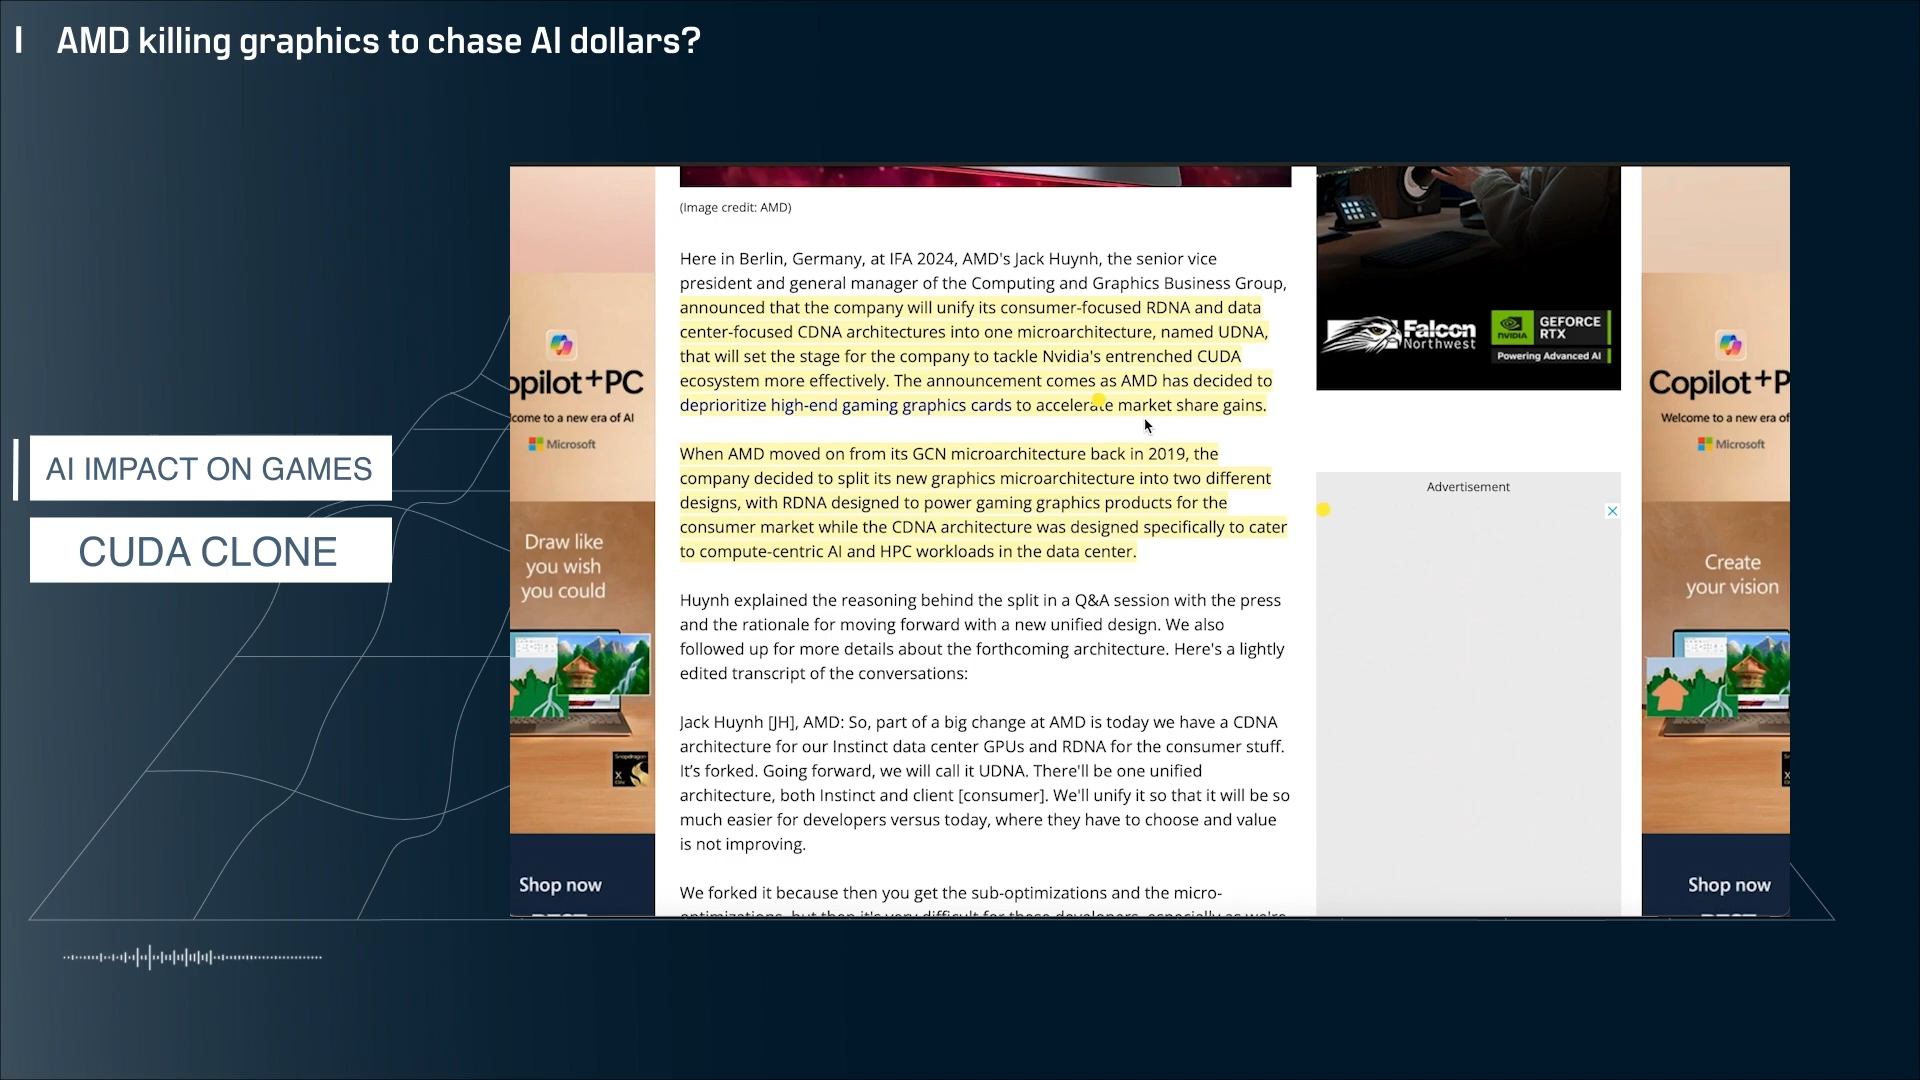 AMD killing graphics to chase AI dollars?
AI IMPACT ON GAMES
CUDA CLONE
opilot+PC
come to a new era of AI
Microsoft
Draw like
you wish
you could
Snapdragon
Shop now
(Image credit: AMD)
Here in Berlin, Germany, at IFA 2024, AMD's Jack Huynh, the senior vice
president and general manager of the Computing and Graphics Business Group,
announced that the company will unify its consumer-focused RDNA and data
center-focused CDNA architectures into one microarchitecture, named UDNA,
that will set the stage for the company to tackle Nvidia's entrenched CUDA
ecosystem more effectively. The announcement comes as AMD has decided to
deprioritize high-end gaming graphics cards to accelerate market share gains.
When AMD moved on from its GCN microarchitecture back in 2019, the
company decided to split its new graphics microarchitecture into two different
designs, with RDNA designed to power gaming graphics products for the
consumer market while the CDNA architecture was designed specifically to cater
to compute-centric AI and HPC workloads in the data center.
Huynh explained the reasoning behind the split in a Q&A session with the press
and the rationale for moving forward with a new unified design. We also
followed up for more details about the forthcoming architecture. Here's a lightly
edited transcript of the conversations:
Jack Huynh [JH], AMD: So, part of a big change at AMD is today we have a CDNA
architecture for our Instinct data center GPUs and RDNA for the consumer stuff.
It’s forked. Going forward, we will call it UDNA. There'll be one unified
architecture, both Instinct and client [consumer]. We'll unify it so that it will be so
much easier for developers versus today, where they have to choose and value
is not improving.
We forked it because then you get the sub-optimizations and the micro-
optimizations, but then it's very difficult for these developers, especially as we're
Falcon
Northwest
NVIDIA
GEFORCE
RTX
Powering Advanced AI
Advertisement
Copilot+P
Welcome to a new era of
Microsoft
Create
your vision
Shop now